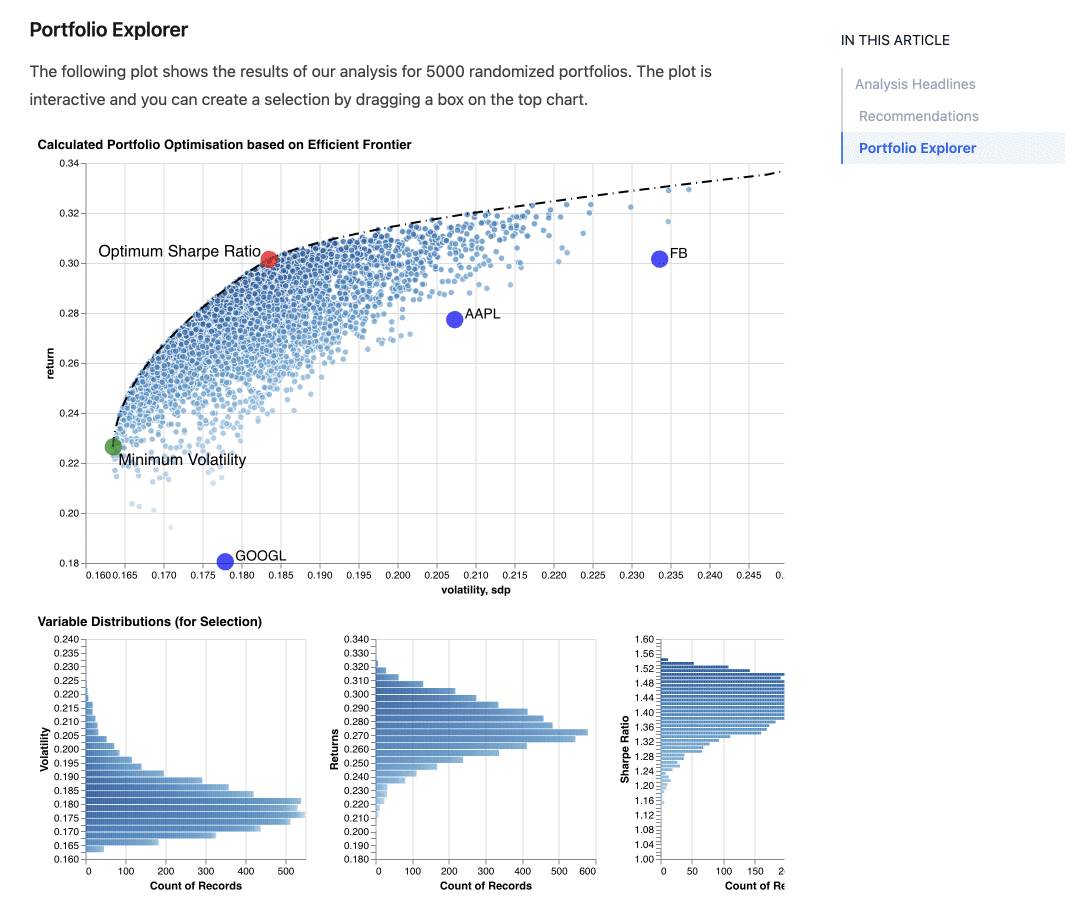 Portfolio Explorer
The following plot shows the results of our analysis for 5000 randomized portfolios. The plot is
interactive and you can create a selection by dragging a box on the top chart.
IN THIS ARTICLE
Analysis Headlines
Recommendations
Portfolio Explorer
Calculated Portfolio Optimisation based on Efficient Frontier
return
0.34
0.32
0.30
0.28
0.26
0.24
0.22
0.20
0.18
Optimum Sharpe Ratio
FB
AAPL
Minimum Volatility
GOOGL
0.160 0.165 0.170 0.175 0.180 0.185 0.190 0.195 0.200 0.205 0.210 0.215 0.220 0.225 0.230 0.235 0.240 0.245 0.
volatility, sdp
Variable Distributions (for Selection)
Volatility
0.240
0.235
0.230
0.225
0.220
0.215
0.210
0.205
0.200
0.195
0.190
0.185
0.180
0.175
0.170
0.165
0.160
0 100 200 300 400 500
Count of Records
Returns
0.340
0.330
0.320
0.310
0.300
0.290
0.280
0.270
0.260
0.250
0.240
0.230
0.220
0.210
0.200
0.190
0.180
0 100 200 300 400 500 600
Count of Records
Sharpe Ratio
1.60
1.56
1.52
1.48
1.44
1.40
1.36
1.32
1.28
1.24
1.20
1.16
1.12
1.08
1.04
1.00
0 50 100 150
Count of